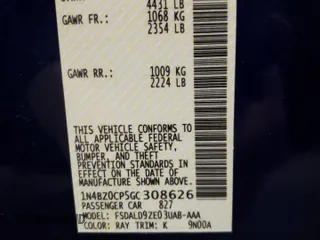 4431 LB
GAWR FR.: 1068 KG
2354 LB
GAWR RR.: 1009 KG
2224 LB
THIS VEHICLE CONFORMS TO
ALL APPLICABLE FEDERAL
MOTOR VEHICLE SAFETY,
BUMPER, AND THEFT
PREVENTION STANDARDS IN
EFFECT ON THE DATE OF
MANUFACTURE SHOWN ABOVE.
1N4BZ0CP5GC308626
PASSENGER CAR 827
MODEL: FSDALD9ZE03UAB-AAA
COLOR: RAY TRIM: K 9N00A